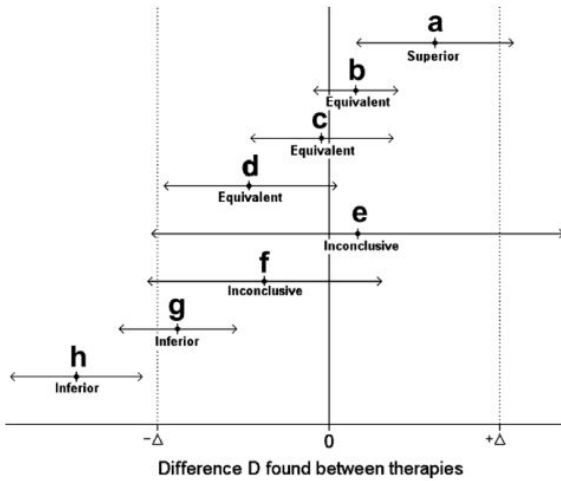 a
Superior
b
Equivalent
c
Equivalent
d
Equivalent
e
Inconclusive
f
Inconclusive
g
Inferior
h
Inferior
−△ 0 +△
Difference D found between therapies